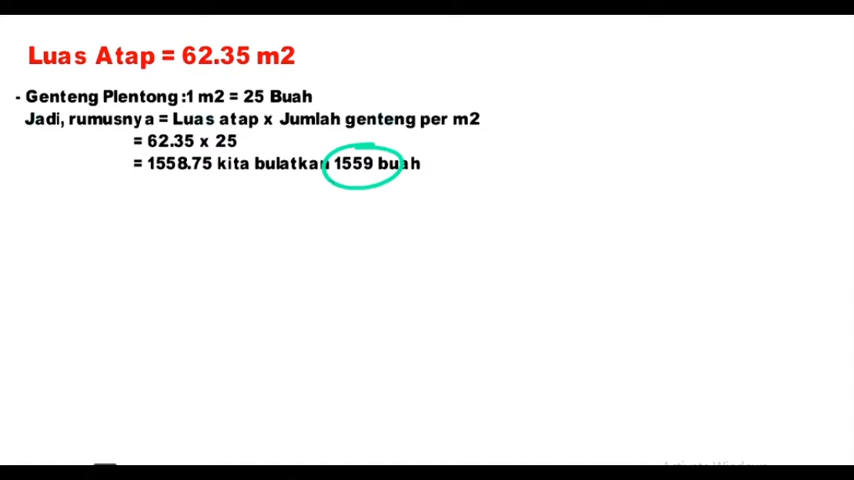 Luas Atap = 62.35 m2
- Genteng Plentong :1 m2 = 25 Buah
Jadi, rumusnya = Luas atap x Jumlah genteng per m2
= 62.35 x 25
= 1558.75 kita bulatkan 1559 buah